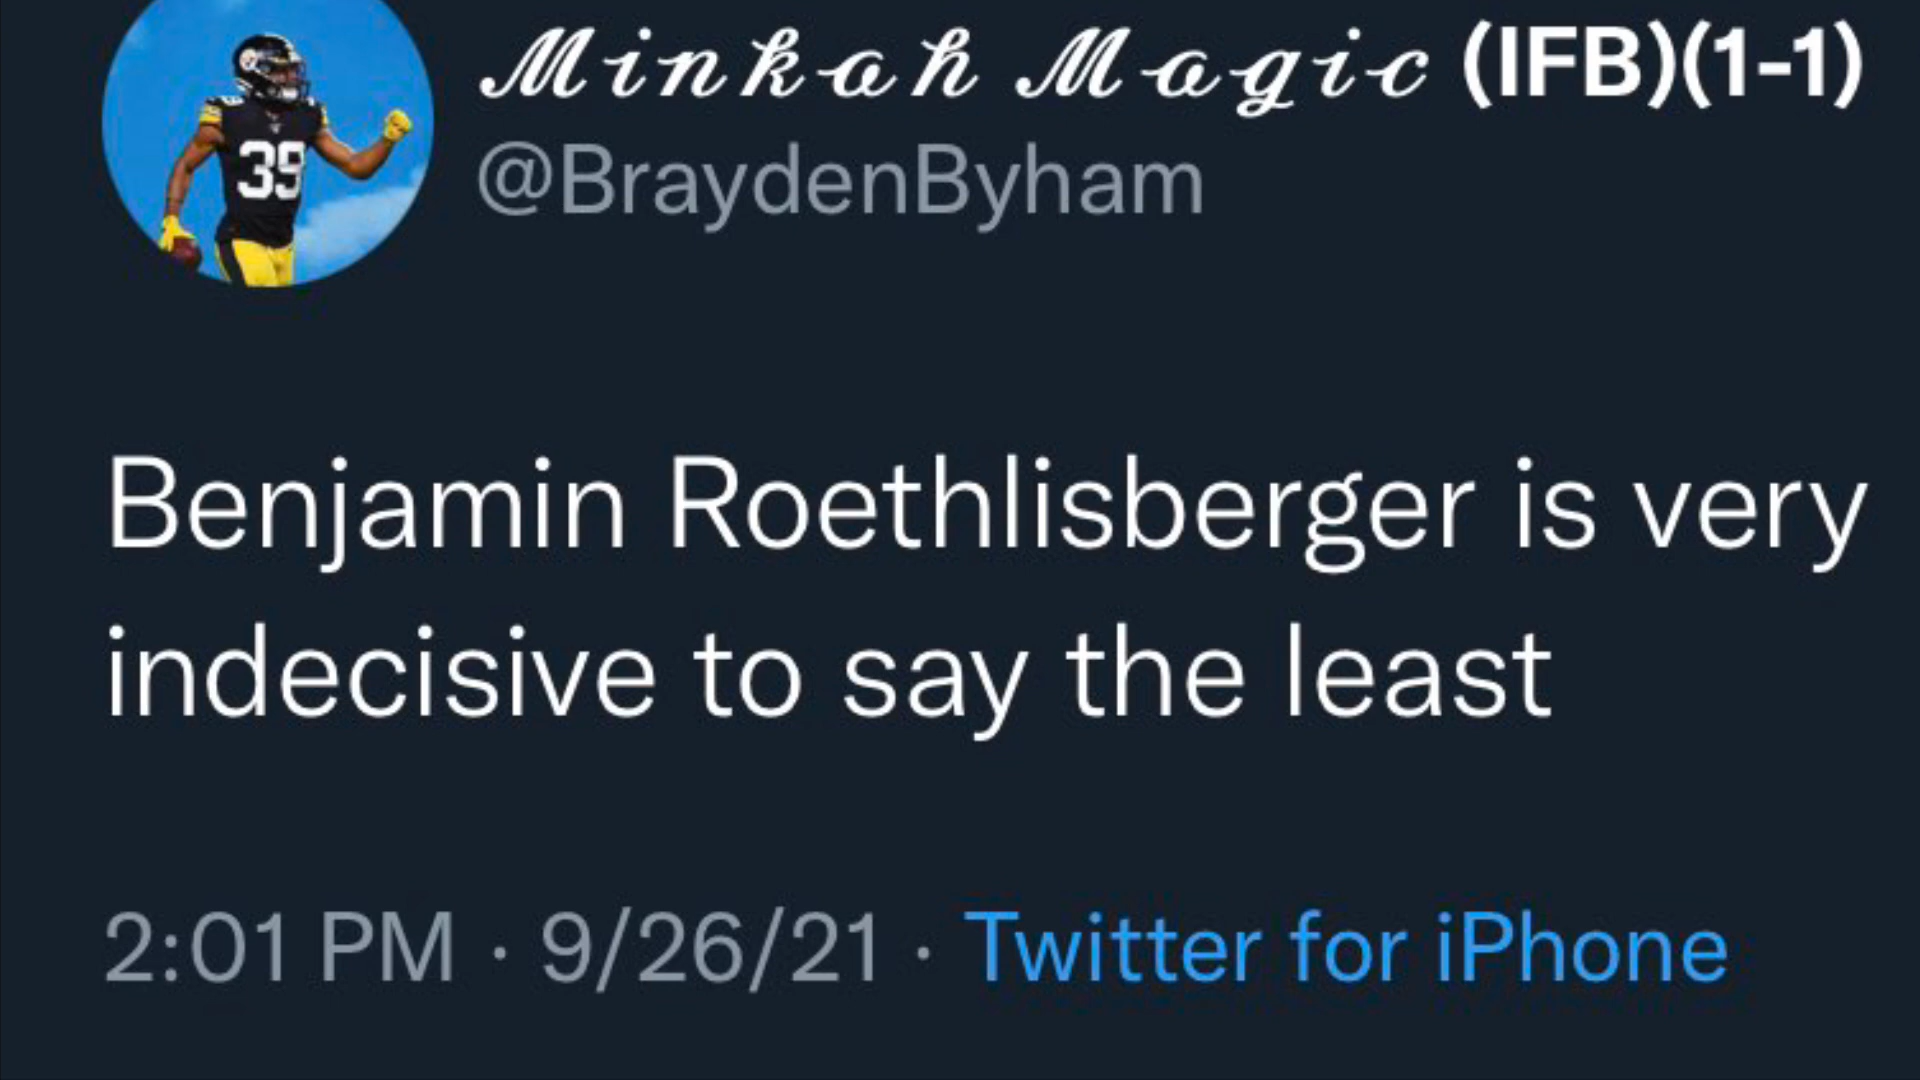 𝓜𝓲𝓷𝓴𝓪𝓱 𝓜𝓪𝓰𝓲𝓬 (IFB)(1-1)
@BraydenByham
39
Benjamin Roethlisberger is very
indecisive to say the least
2:01 PM · 9/26/21 · Twitter for iPhone